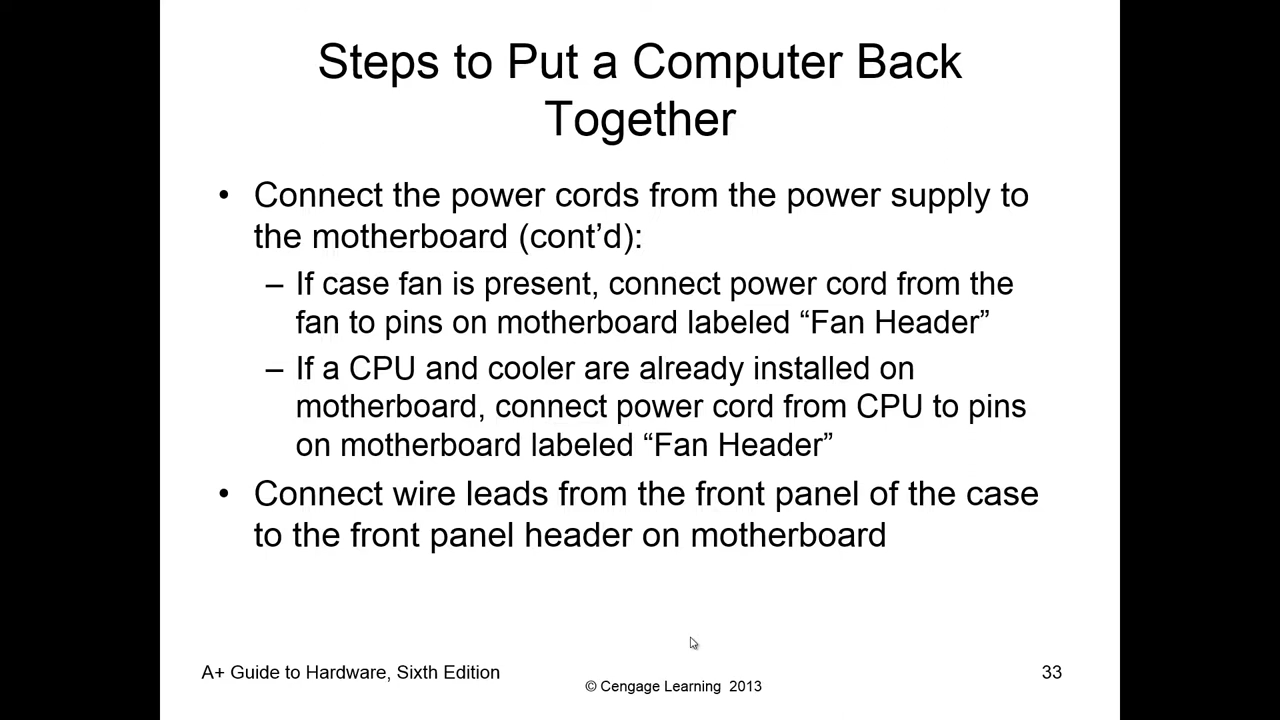 Steps to Put a Computer Back
Together
• Connect the power cords from the power supply to
the motherboard (cont’d):
– If case fan is present, connect power cord from the
fan to pins on motherboard labeled “Fan Header”
– If a CPU and cooler are already installed on
motherboard, connect power cord from CPU to pins
on motherboard labeled “Fan Header”
• Connect wire leads from the front panel of the case
to the front panel header on motherboard
A+ Guide to Hardware, Sixth Edition
© Cengage Learning 2013
33